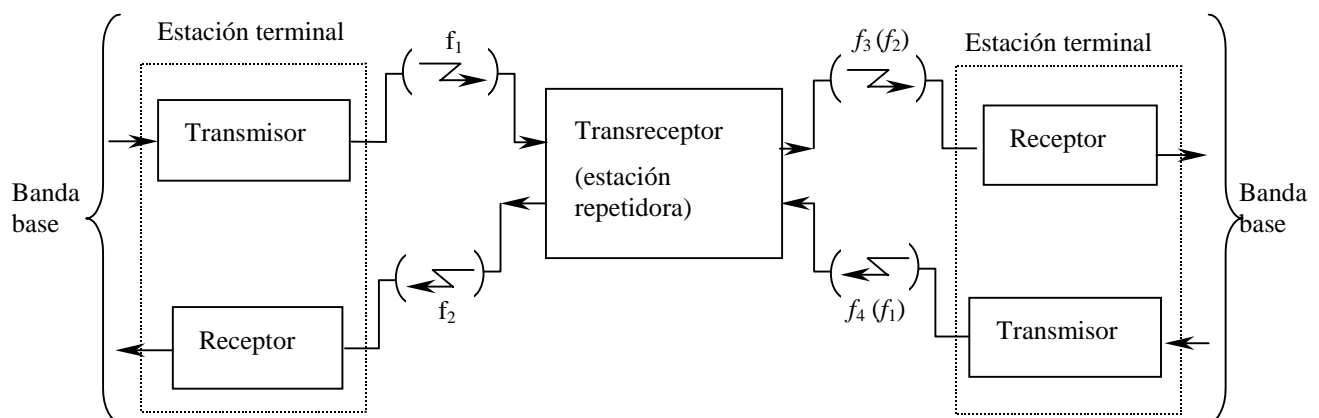 Estación terminal
f₁
f₃ (f₂)
Estación terminal
Transmisor
Transreceptor
(estación
repetidora)
Receptor
Banda
base
Banda
base
Receptor
f₂
f₄ (f₁)
Transmisor